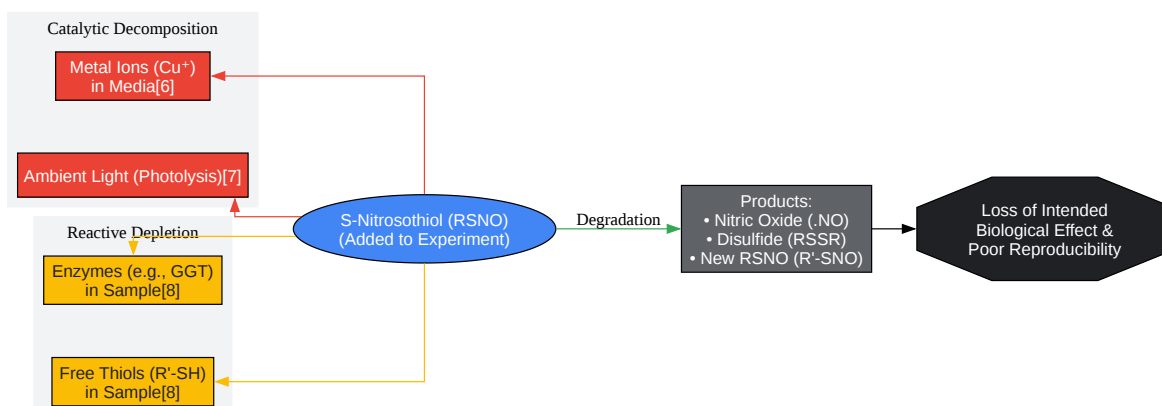 Catalytic Decomposition
Metal Ions (Cu⁺)
in Media[6]
Ambient Light (Photolysis)[7]
Reactive Depletion
Enzymes (e.g., GGT)
in Sample[8]
Free Thiols (R'-SH)
in Sample[8]
S-Nitrosothiol (RSNO)
(Added to Experiment)
Degradation
Products:
• Nitric Oxide (.NO)
• Disulfide (RSSR)
• New RSNO (R'-SNO)
Loss of Intended
Biological Effect &
Poor Reproducibility